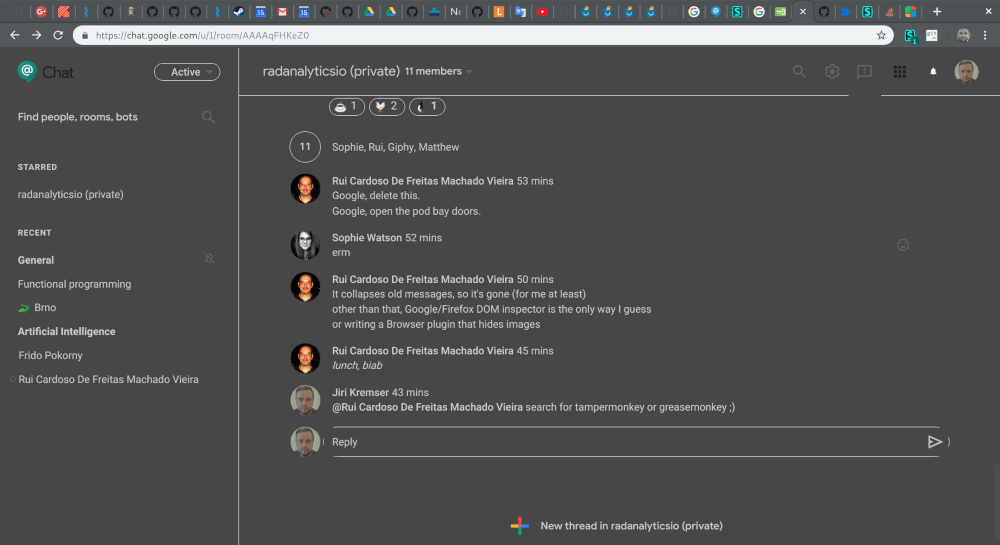 https://chat.google.com/u/1/room/AAAAqFHKeZ0
Chat
Active
Find people, rooms, bots
STARRED
radanalyticsio (private)
RECENT
General
Functional programming
Brno
Artificial Intelligence
Frido Pokorny
Rui Cardoso De Freitas Machado Vieira
radanalyticsio (private) 11 members
1 2 1
11 Sophie, Rui, Giphy, Matthew
Rui Cardoso De Freitas Machado Vieira 53 mins
Google, delete this.
Google, open the pod bay doors.
Sophie Watson 52 mins
erm
Rui Cardoso De Freitas Machado Vieira 50 mins
It collapses old messages, so it's gone (for me at least)
other than that, Google/Firefox DOM inspector is the only way I guess
or writing a Browser plugin that hides images
Rui Cardoso De Freitas Machado Vieira 45 mins
lunch, biab
Jiri Kremser 43 mins
@Rui Cardoso De Freitas Machado Vieira search for tampermonkey or greasemonkey ;)
Reply
New thread in radanalyticsio (private)